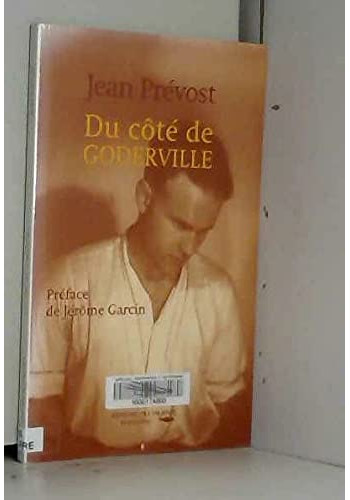 Jean Prévost
Du côté de
GODERVILLE
Préface
de Jérôme Garcin